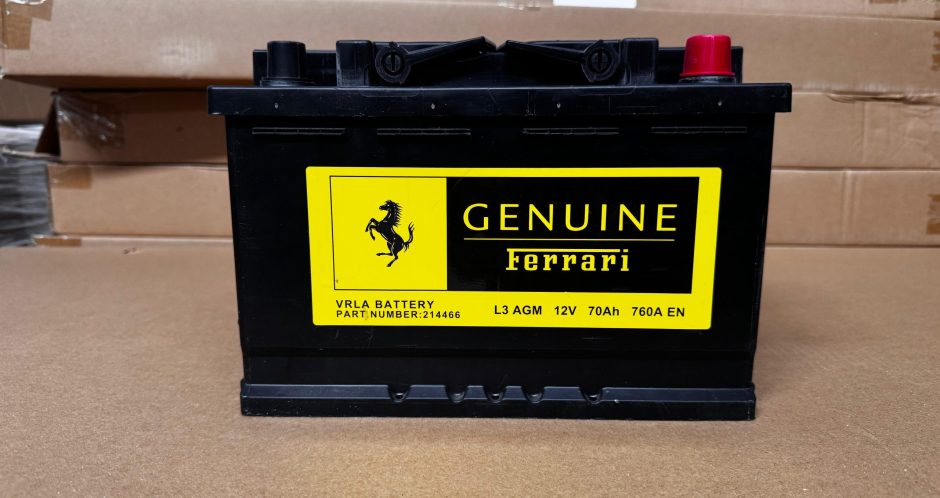 GENUINE
Ferrari
VRLA BATTERY
PART NUMBER:214466
L3 AGM 12V 70Ah 760A EN